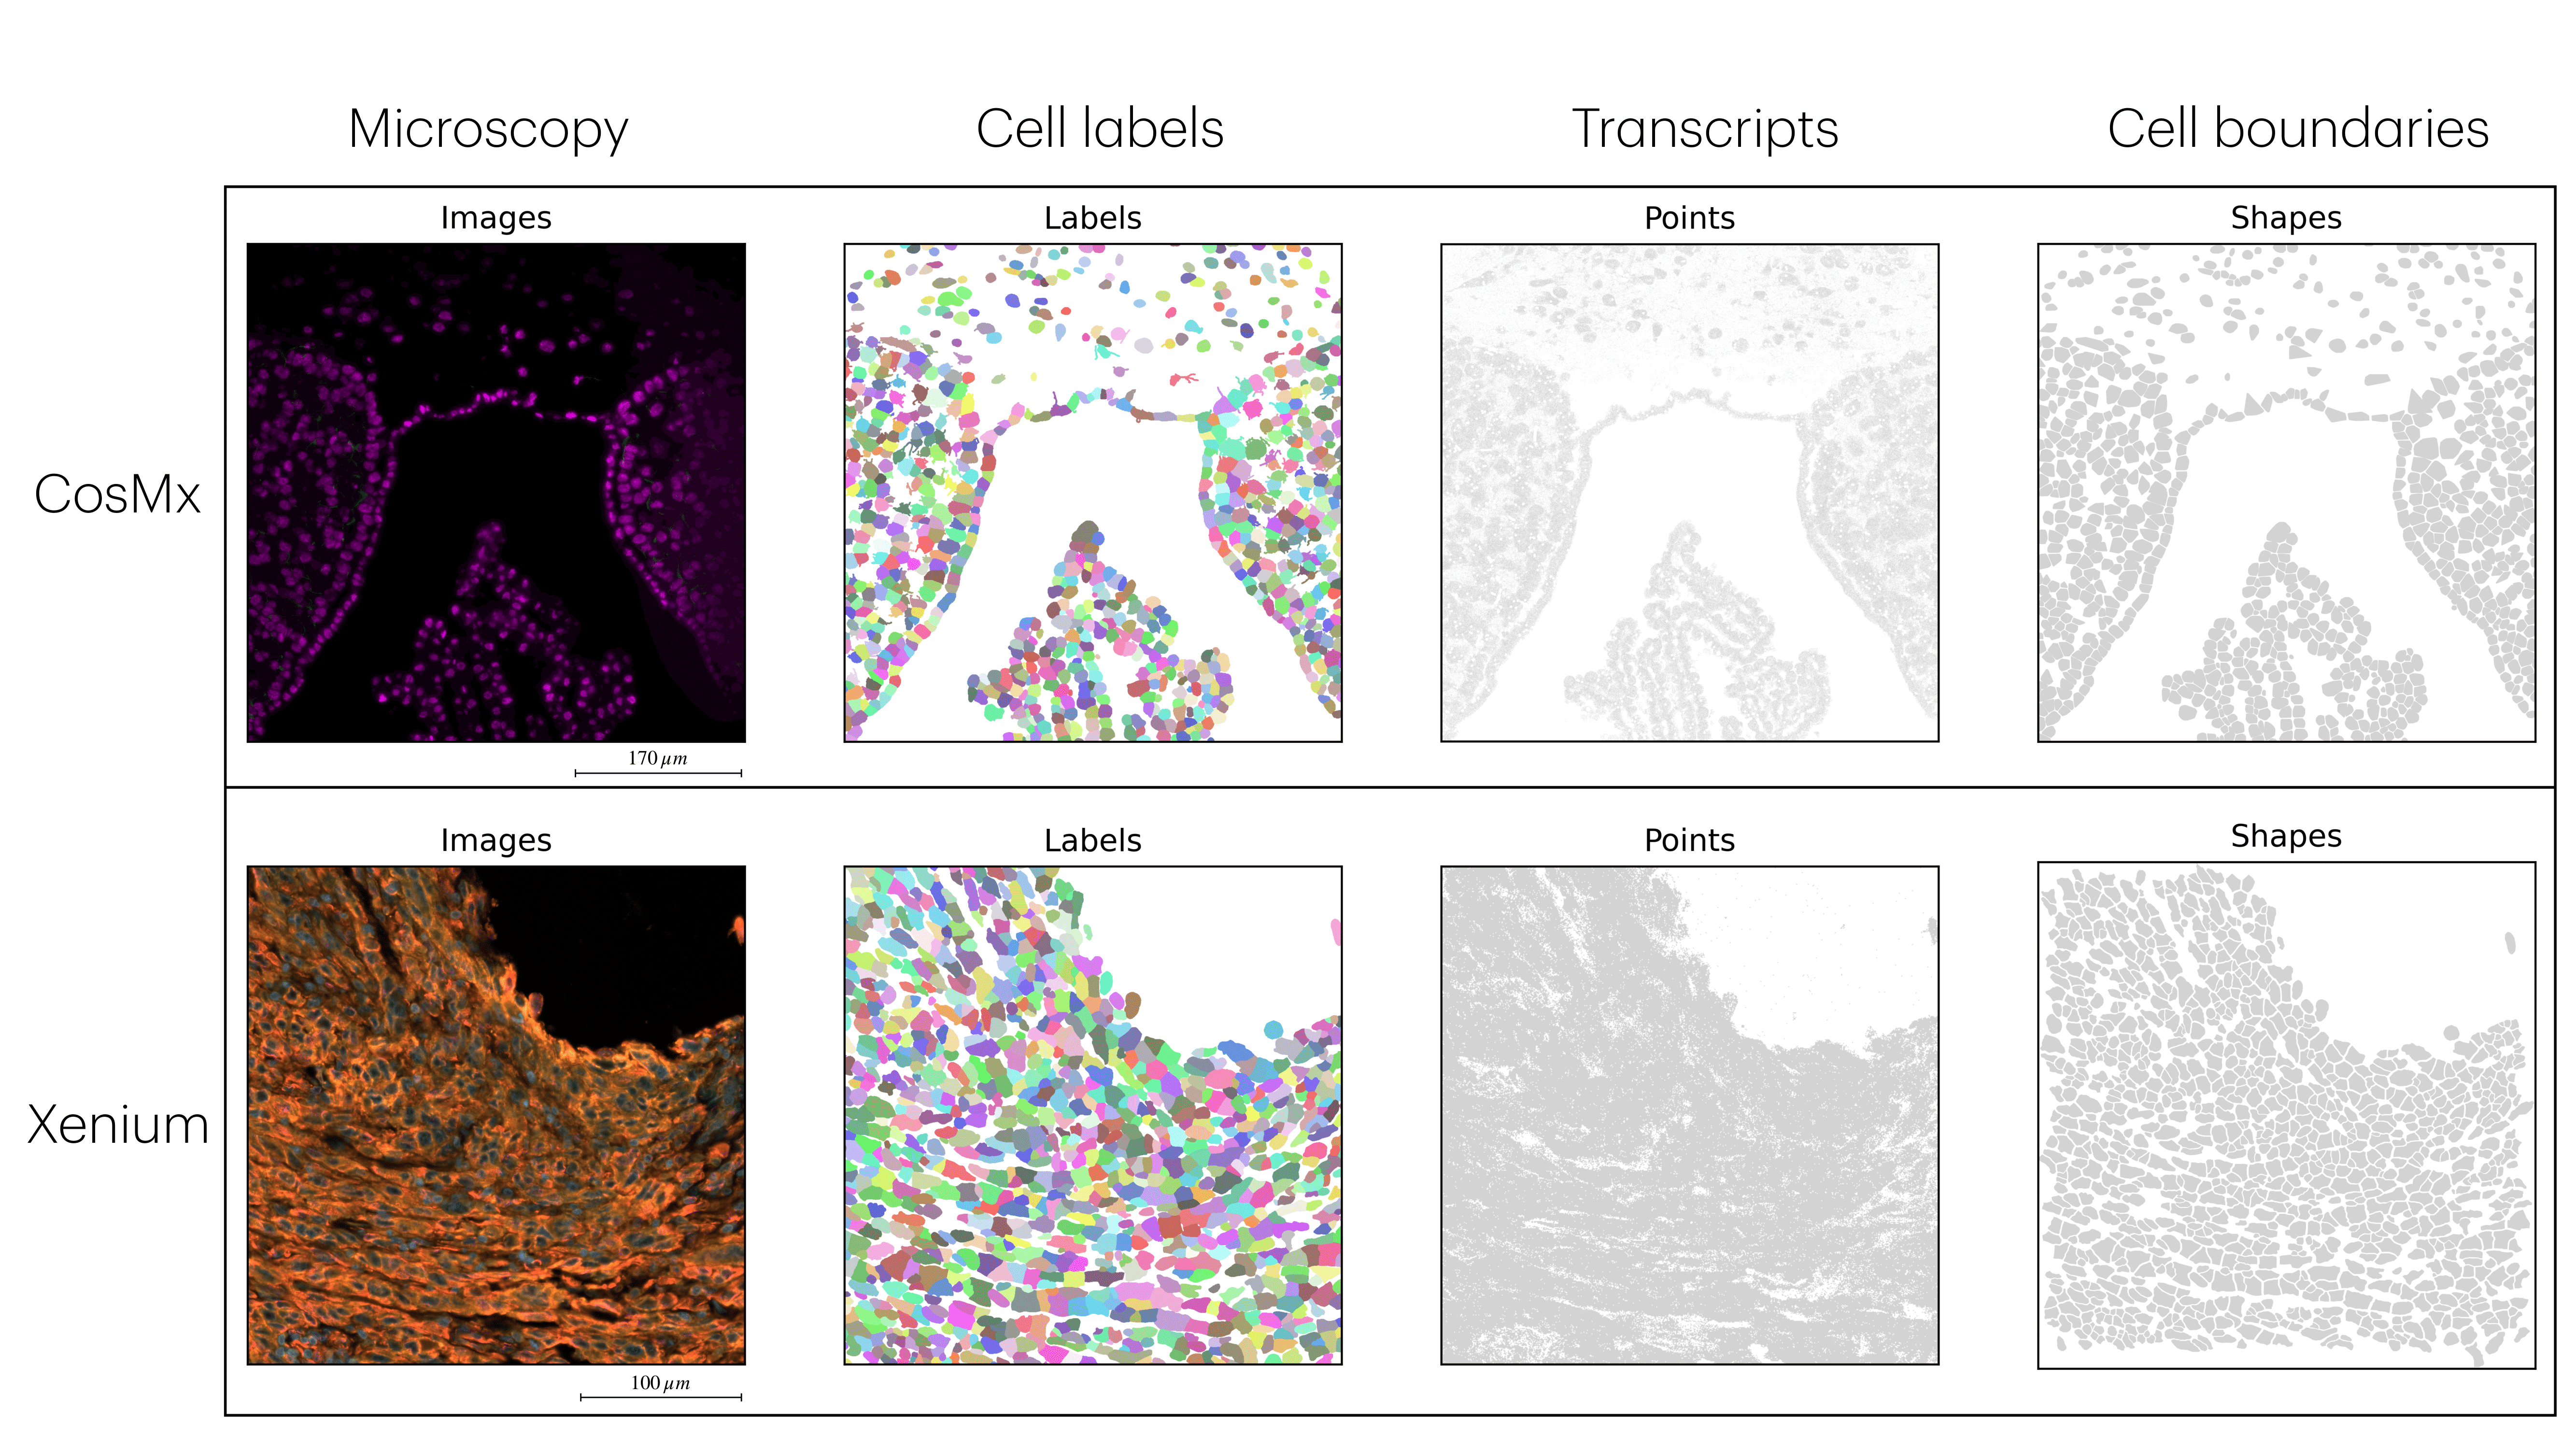 Microscopy
Cell labels
Transcripts
Cell boundaries
CosMx
Images
Labels
Points
Shapes
170 μm
Xenium
Images
Labels
Points
Shapes
100 μm